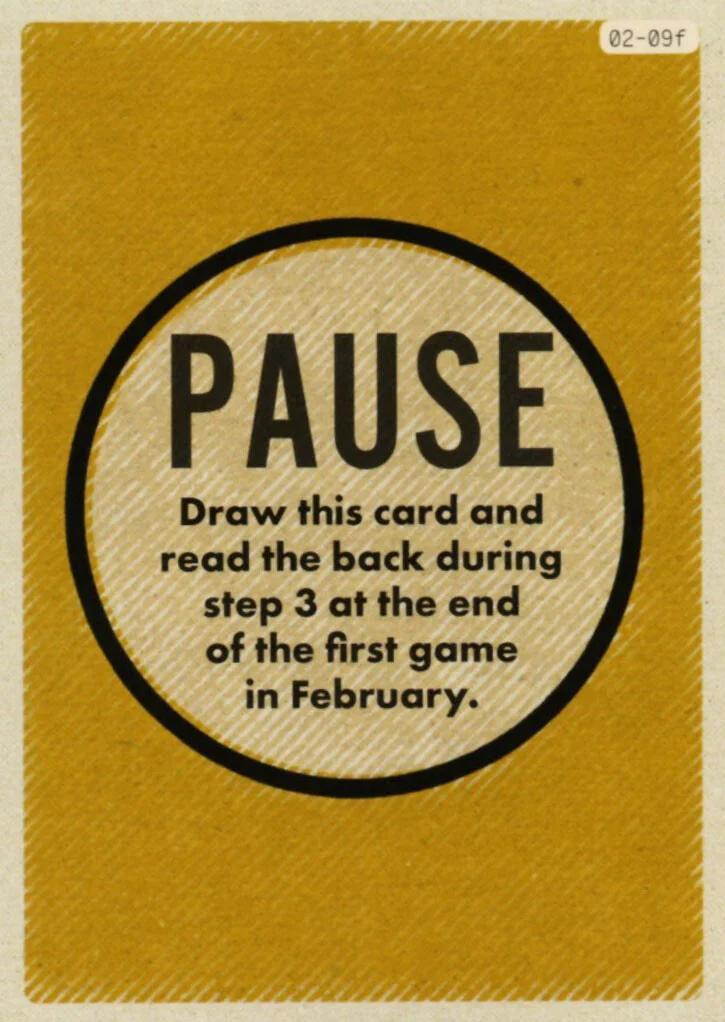 02-09f
PAUSE
Draw this card and
read the back during
step 3 at the end
of the first game
in February.